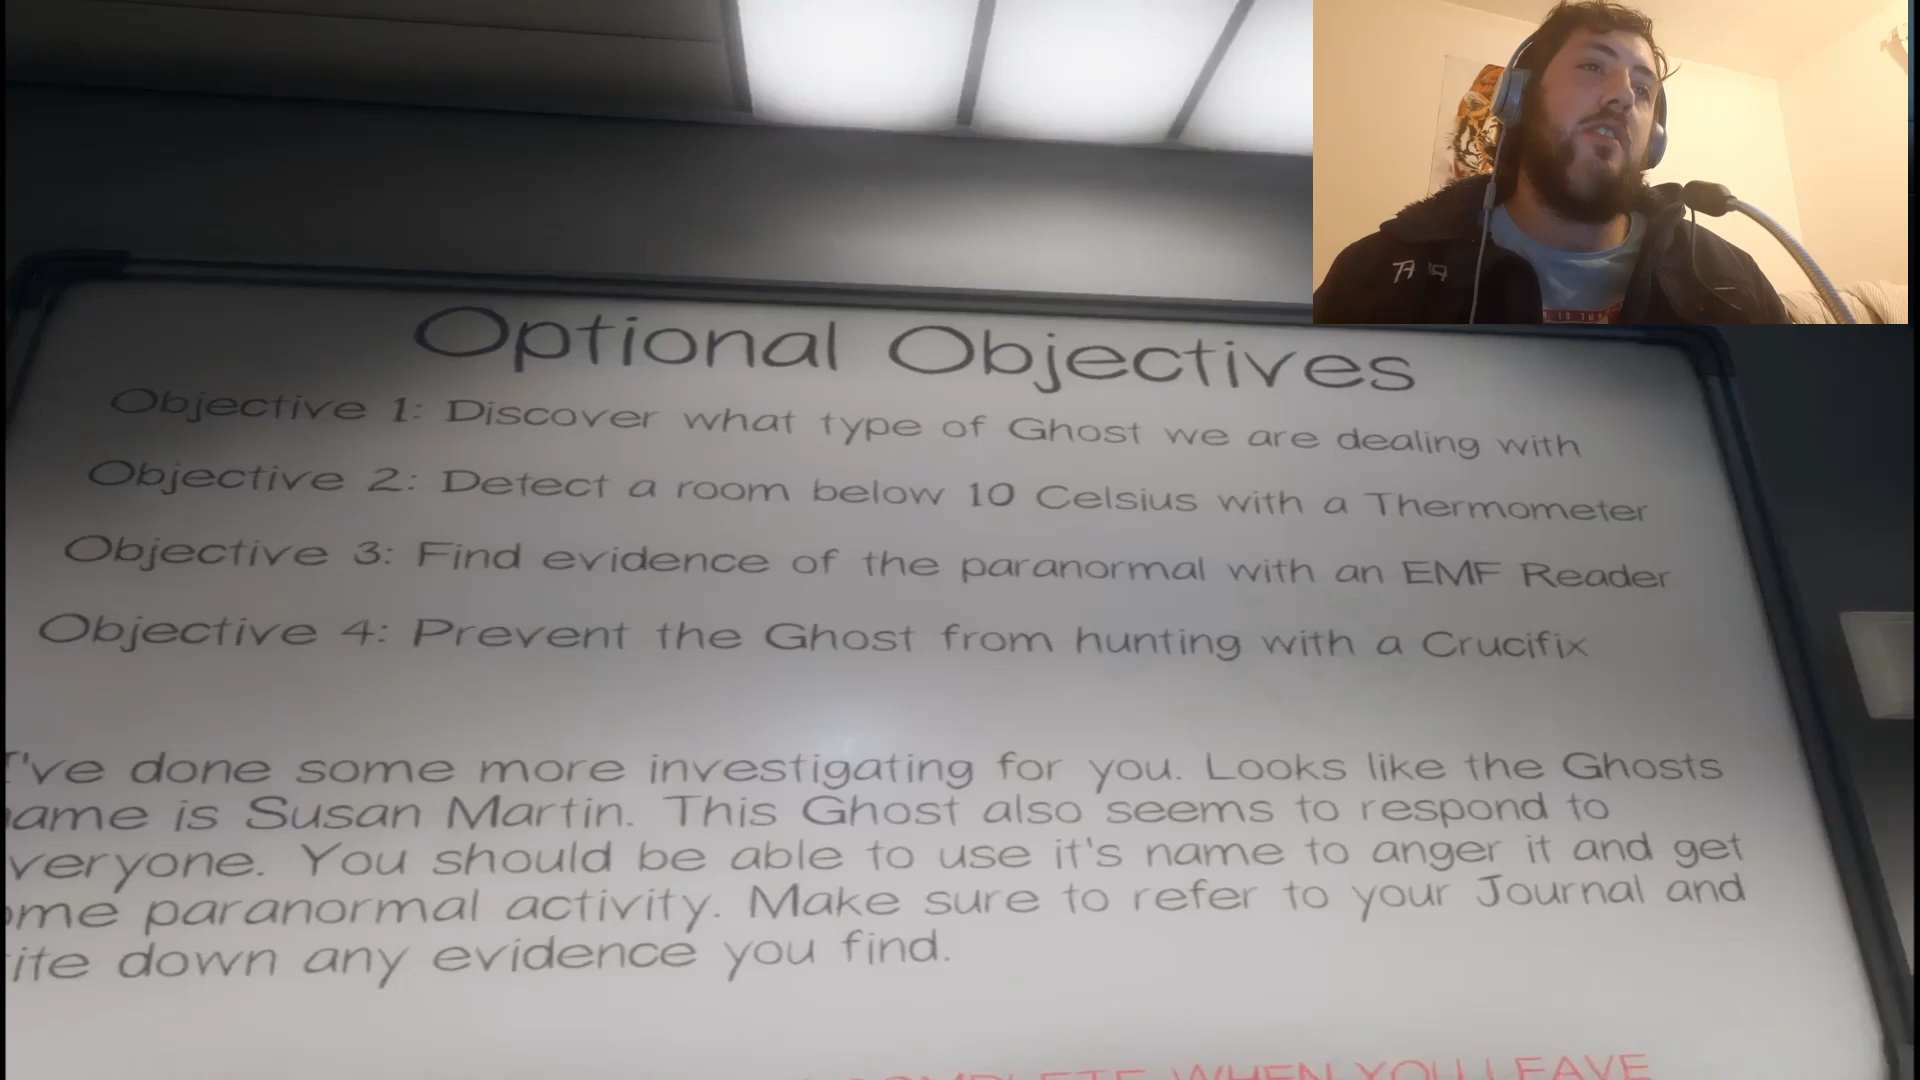 Optional Objectives
Objective 1: Discover what type of Ghost we are dealing with
Objective 2: Detect a room below 10 Celsius with a Thermometer
Objective 3: Find evidence of the paranormal with an EMF Reader
Objective 4: Prevent the Ghost from hunting with a Crucifix
I've done some more investigating for you. Looks like the Ghosts
ame is Susan Martin. This Ghost also seems to respond to
veryone. You should be able to use it's name to anger it and get
ome paranormal activity. Make sure to refer to your Journal and
ite down any evidence you find.
WHEN YOU LEAVE